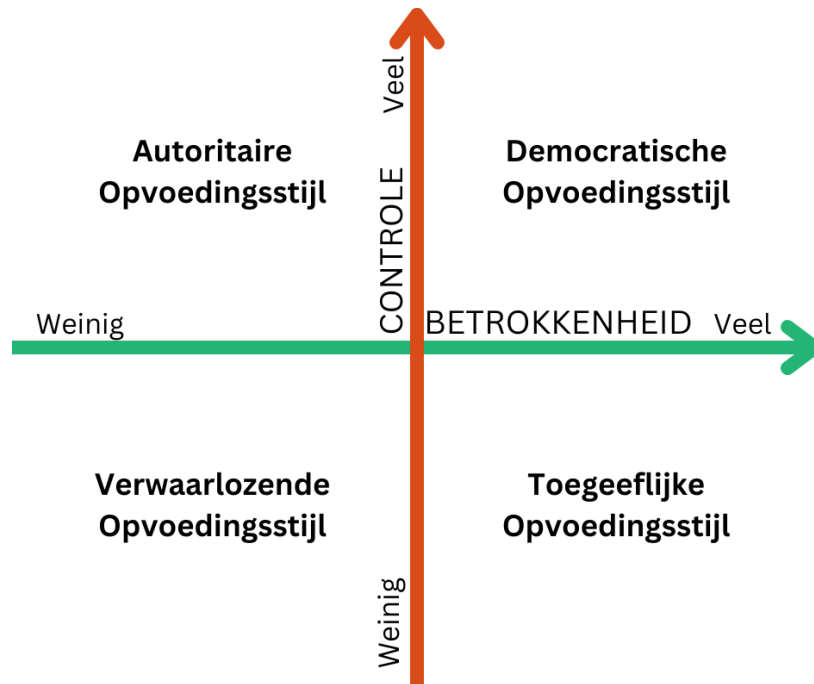 Veel
Autoritaire
Opvoedingsstijl
Democratische
Opvoedingsstijl
CONTROLE
Weinig
BETROKKENHEID
Veel
Verwaarlozende
Opvoedingsstijl
Toegeeflijke
Opvoedingsstijl
Weinig